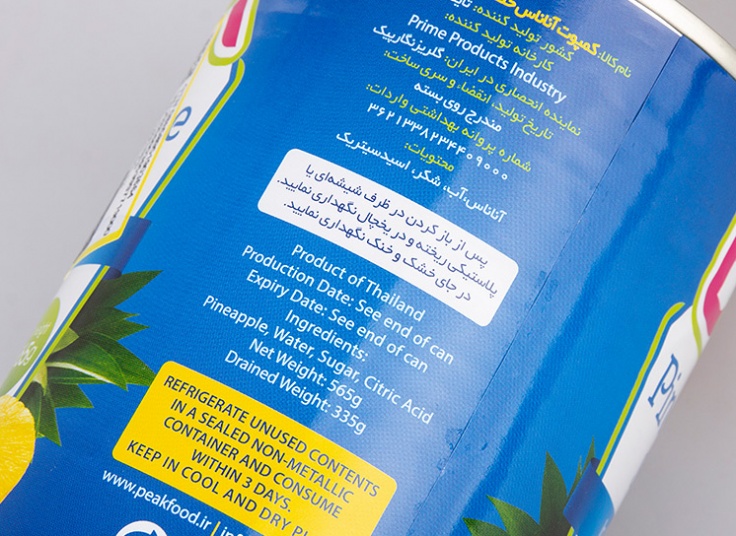 نام کالا: کمپوت آناناس
کشور تولید کننده:
کارخانه تولید کننده:
Prime Products Industry
نماینده انحصاری در ایران: گلریزنگارپیک
تاریخ تولید، انقضاء و سری ساخت:
مندرج روی بسته
شماره پروانه بهداشتی واردات:
۳۶۲۱۳۳۸۲۳۴۴۰۹۰۰۰
محتویات:
آناناس، آب، شکر، اسیدسیتریک
پس از باز کردن در ظرف شیشه‌ای یا
پلاستیکی ریخته و در یخچال نگهداری نمایید.
در جای خشک و خنک نگهداری نمایید.
Product of Thailand
Production Date: See end of can
Expiry Date: See end of can
Ingredients:
Pineapple, Water, Sugar, Citric Acid
Net Weight: 565g
Drained Weight: 335g
REFRIGERATE UNUSED CONTENTS
IN A SEALED NON-METALLIC
CONTAINER AND CONSUME
WITHIN 3 DAYS.
KEEP IN COOL AND DRY
www.peakfood.ir |